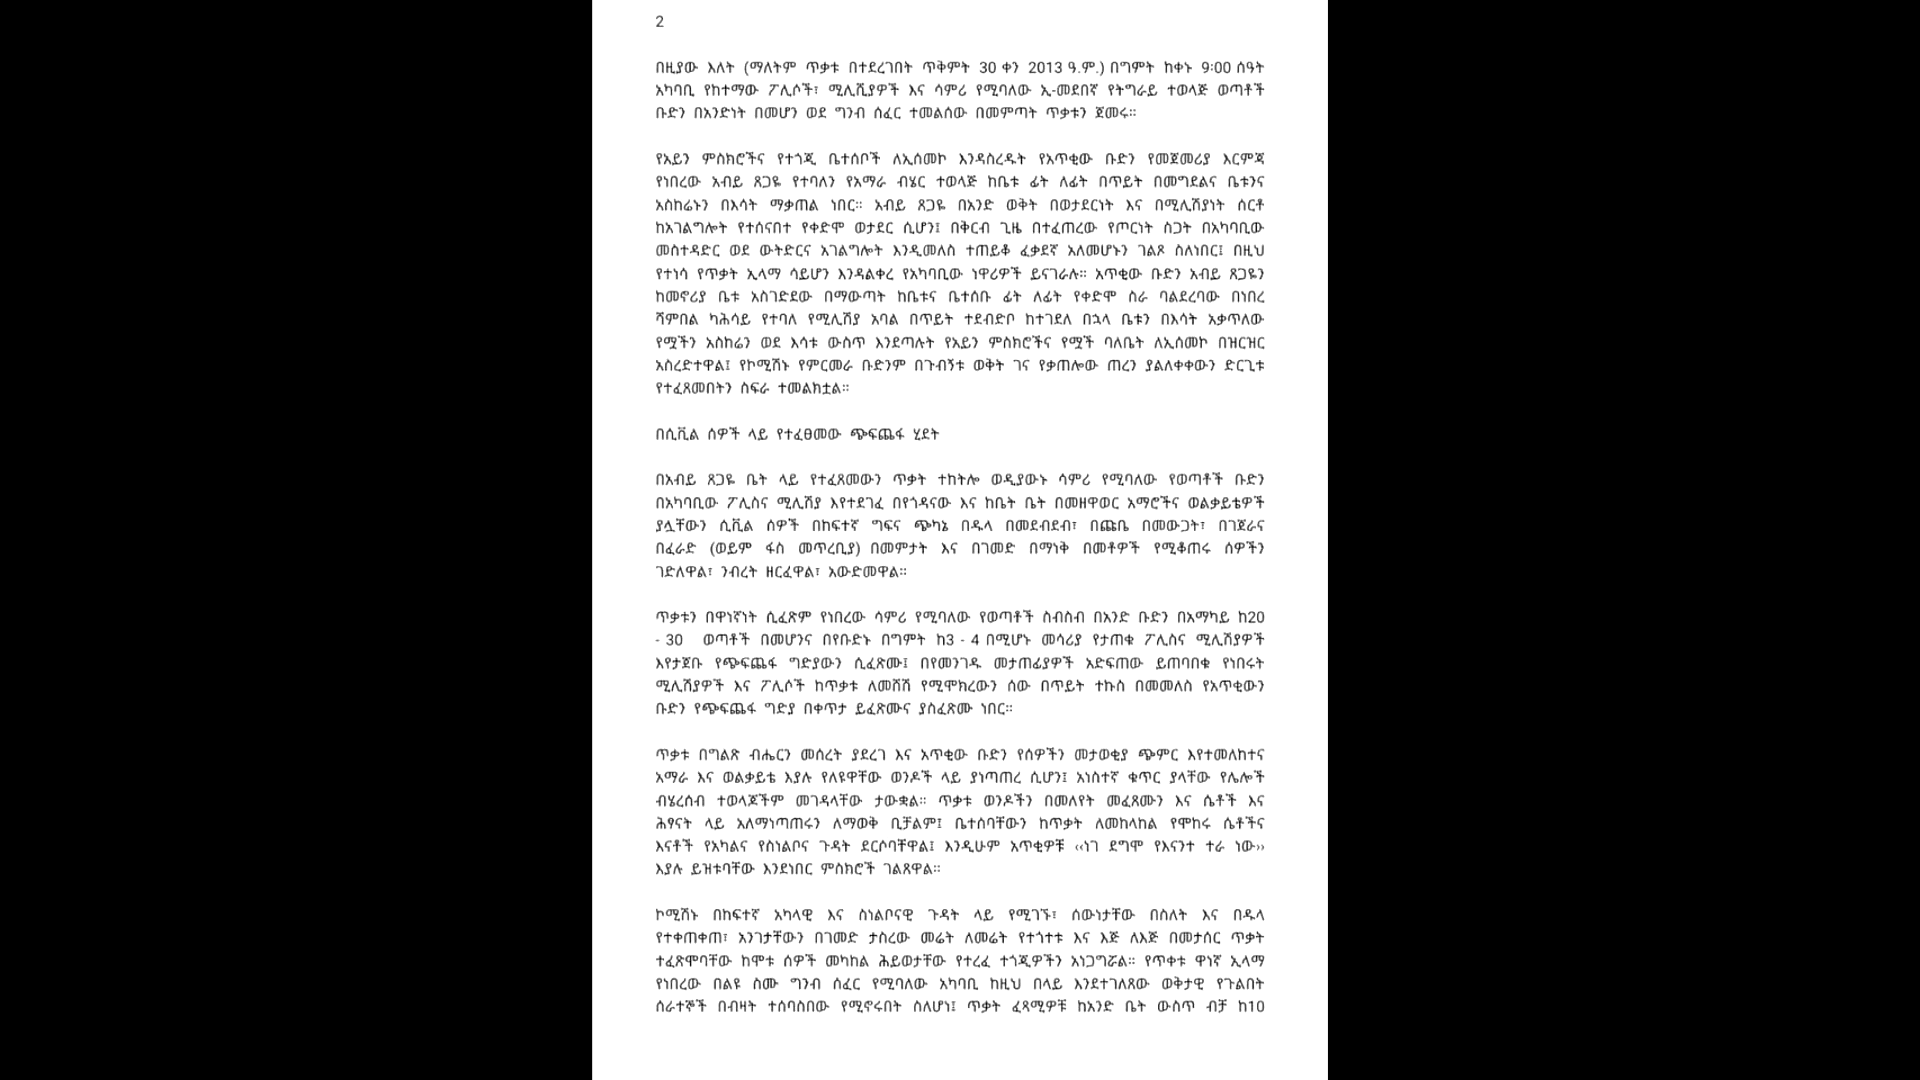 2
በዚያው እለት (ማለትም ጥቃቱ በተደረገበት ጥቅምት 30 ቀን 2013 ዓ.ም.) በግምት ከቀኑ 9፡00 ሰዓት
አካባቢ የከተማው ፖሊሶች፣ ሚሊሺያዎች እና ሳምሪ የሚባለው ኢ-መደበኛ የትግራይ ተወላጅ ወጣቶች
ቡድን በአንድነት በመሆን ወደ ግንብ ሰፈር ተመልሰው በመምጣት ጥቃቱን ጀመሩ።
የአይን ምስክሮችና የተጎጂ ቤተሰቦች ለኢሰመኮ እንዳስረዱት የአጥቂው ቡድን የመጀመሪያ እርምጃ
የነበረው አብይ ጸጋዬ የተባለን የአማራ ብሄር ተወላጅ ከቤቱ ፊት ለፊት በጥይት በመግደልና ቤቱንና
አስከሬኑን በእሳት ማቃጠል ነበር። አብይ ጸጋዬ በአንድ ወቅት በወታደርነት እና በሚሊሽያነት ሰርቶ
ከአገልግሎት የተሰናበተ የቀድሞ ወታደር ሲሆን፤ በቅርብ ጊዜ በተፈጠረው የጦርነት ስጋት በአካባቢው
መስተዳድር ወደ ውትድርና አገልግሎት እንዲመለስ ተጠይቆ ፈቃደኛ አለመሆኑን ገልጾ ስለነበር፤ በዚህ
የተነሳ የጥቃት ኢላማ ሳይሆን እንዳልቀረ የአካባቢው ነዋሪዎች ይናገራሉ። አጥቂው ቡድን አብይ ጸጋዬን
ከመኖሪያ ቤቱ አስገድደው በማውጣት ከቤቱና ቤተሰቡ ፊት ለፊት የቀድሞ ስራ ባልደረባው በነበረ
ሻምበል ካሕሳይ የተባለ የሚሊሽያ አባል በጥይት ተደብድቦ ከተገደለ በኋላ ቤቱን በእሳት አቃጥለው
የሟችን አስከሬን ወደ እሳቱ ውስጥ እንደጣሉት የአይን ምስክሮችና የሟች ባለቤት ለኢሰመኮ በዝርዝር
አስረድተዋል፤ የኮሚሽኑ የምርመራ ቡድንም በጉብኝቱ ወቅት ገና የቃጠሎው ጠረን ያልለቀቀውን ድርጊቱ
የተፈጸመበትን ስፍራ ተመልክቷል።
በሲቪል ሰዎች ላይ የተፈፀመው ጭፍጨፋ ሂደት
በአብይ ጸጋዬ ቤት ላይ የተፈጸመውን ጥቃት ተከትሎ ወዲያውኑ ሳምሪ የሚባለው የወጣቶች ቡድን
በአካባቢው ፖሊስና ሚሊሽያ እየተደገፈ በየጎዳናው እና ከቤት ቤት በመዘዋወር አማሮችና ወልቃይቴዎች
ያሏቸውን ሲቪል ሰዎች በከፍተኛ ግፍና ጭካኔ በዱላ በመደብደብ፣ በጩቤ በመውጋት፣ በገጀራና
በፈራድ (ወይም ፋስ መጥረቢያ) በመምታት እና በገመድ በማነቅ በመቶዎች የሚቆጠሩ ሰዎችን
ገድለዋል፣ ንብረት ዘርፈዋል፣ አውድመዋል።
ጥቃቱን በዋነኛነት ሲፈጽም የነበረው ሳምሪ የሚባለው የወጣቶች ስብስብ በአንድ ቡድን በአማካይ ከ20
- 30 ወጣቶች በመሆንና በየቡድኑ በግምት ከ3 - 4 በሚሆኑ መሳሪያ የታጠቁ ፖሊስና ሚሊሽያዎች
እየታጀቡ የጭፍጨፋ ግድያውን ሲፈጽሙ፤ በየመንገዱ መታጠፊያዎች አድፍጠው ይጠባበቁ የነበሩት
ሚሊሽያዎች እና ፖሊሶች ከጥቃቱ ለመሸሽ የሚሞክረውን ሰው በጥይት ተኩስ በመመለስ የአጥቂውን
ቡድን የጭፍጨፋ ግድያ በቀጥታ ይፈጽሙና ያስፈጽሙ ነበር።
ጥቃቱ በግልጽ ብሔርን መሰረት ያደረገ እና አጥቂው ቡድን የሰዎችን መታወቂያ ጭምር እየተመለከተና
አማራ እና ወልቃይቴ እያሉ የለዩዋቸው ወንዶች ላይ ያነጣጠረ ሲሆን፤ አነስተኛ ቁጥር ያላቸው የሌሎች
ብሄረሰብ ተወላጆችም መገዳላቸው ታውቋል። ጥቃቱ ወንዶችን በመለየት መፈጸሙን እና ሴቶች እና
ሕፃናት ላይ አለማነጣጠሩን ለማወቅ ቢቻልም፤ ቤተሰባቸውን ከጥቃት ለመከላከል የሞከሩ ሴቶችና
እናቶች የአካልና የስነልቦና ጉዳት ደርሶባቸዋል፤ እንዲሁም አጥቂዎቹ ‹‹ነገ ደግሞ የእናንተ ተራ ነው››
እያሉ ይዝቱባቸው እንደነበር ምስክሮች ገልጸዋል።
ኮሚሽኑ በከፍተኛ አካላዊ እና ስነልቦናዊ ጉዳት ላይ የሚገኙ፣ ሰውነታቸው በስለት እና በዱላ
የተቀጠቀጠ፣ አንገታቸውን በገመድ ታስረው መሬት ለመሬት የተጎተቱ እና እጅ ለእጅ በመታሰር ጥቃት
ተፈጽሞባቸው ከሞቱ ሰዎች መካከል ሕይወታቸው የተረፈ ተጎጂዎችን አነጋግሯል። የጥቀቱ ዋነኛ ኢላማ
የነበረው በልዩ ስሙ ግንብ ሰፈር የሚባለው አካባቢ ከዚህ በላይ እንደተገለጸው ወቅታዊ የጉልበት
ሰራተኞች በብዛት ተሰባስበው የሚኖሩበት ስለሆነ፤ ጥቃት ፈጻሚዎቹ ከአንድ ቤት ውስጥ ብቻ ከ10